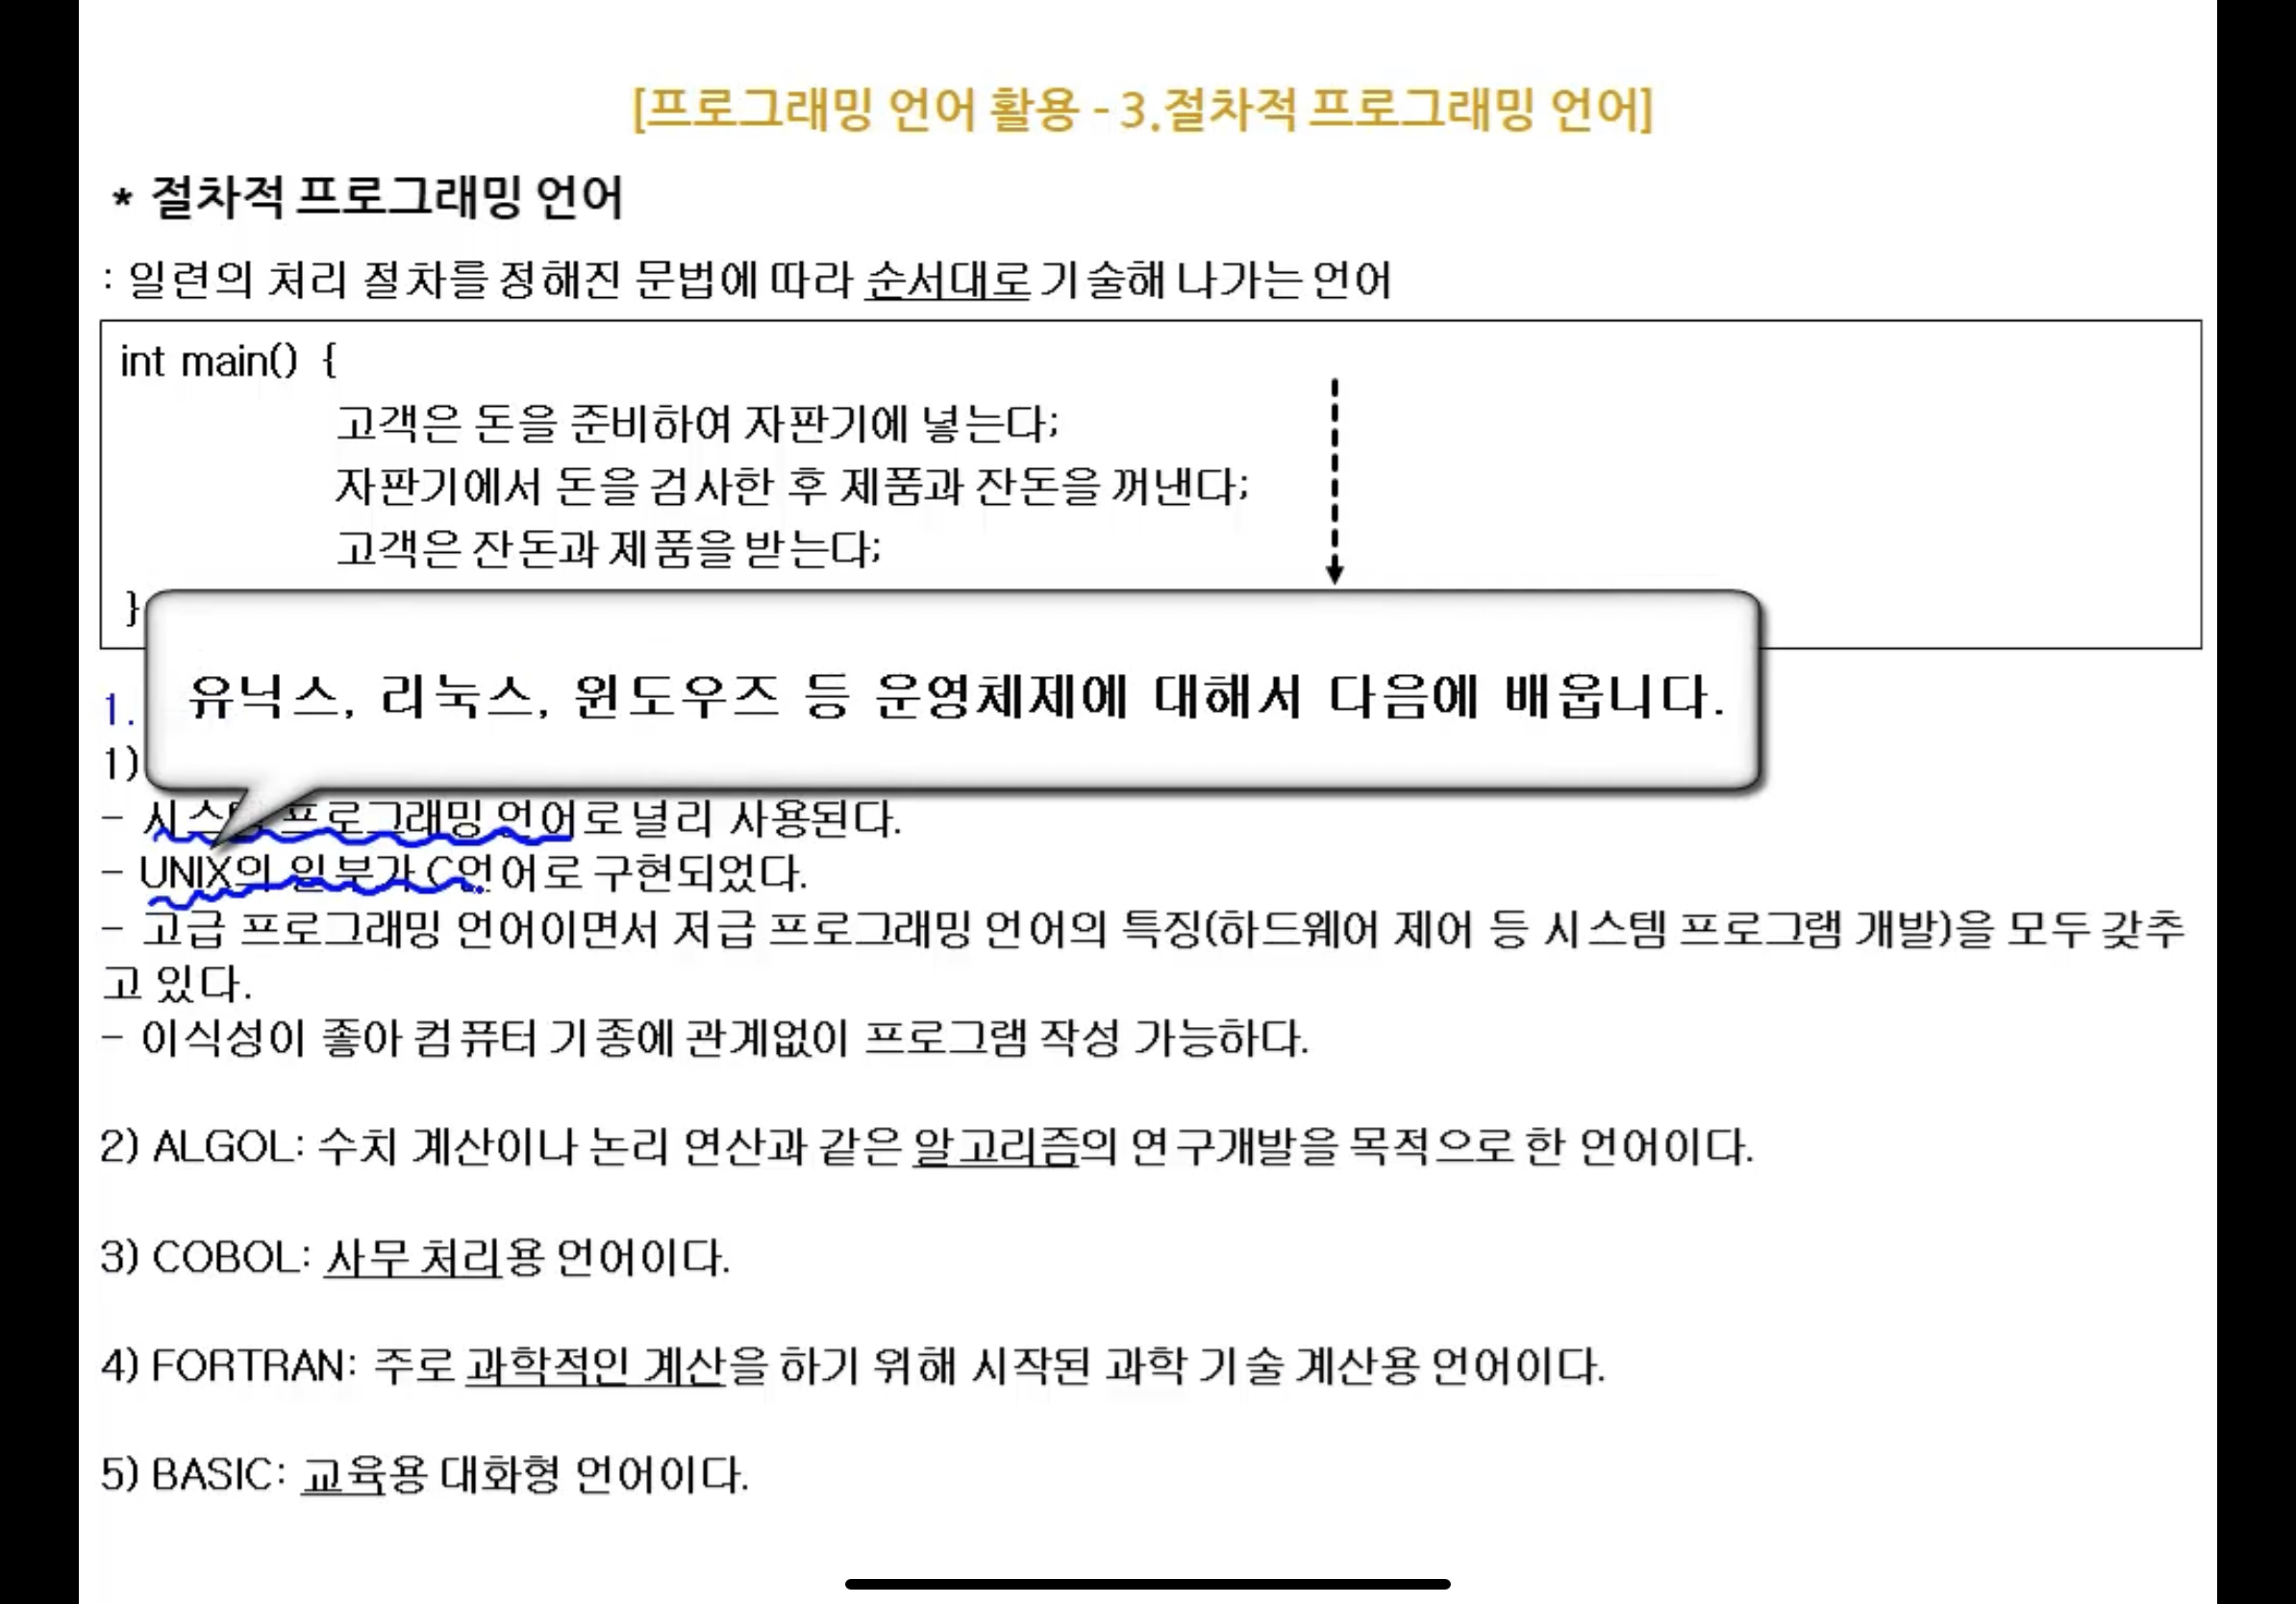 [프로그래밍 언어 활용 - 3.절차적 프로그래밍 언어]
* 절차적 프로그래밍 언어
: 일련의 처리 절차를 정해진 문법에 따라 순서대로 기술해 나가는 언어
int main() {
고객은 돈을 준비하여 자판기에 넣는다;
자판기에서 돈을 검사한 후 제품과 잔돈을 꺼낸다;
고객은 잔돈과 제품을 받는다;
}
유닉스, 리눅스, 윈도우즈 등 운영체제에 대해서 다음에 배웁니다.
1.
1)
- 시스템 프로그래밍 언어로 널리 사용된다.
- UNIX의 일부가 C언어로 구현되었다.
- 고급 프로그래밍 언어이면서 저급 프로그래밍 언어의 특징(하드웨어 제어 등 시스템 프로그램 개발)을 모두 갖추
고 있다.
- 이식성이 좋아 컴퓨터 기종에 관계없이 프로그램 작성 가능하다.
2) ALGOL: 수치 계산이나 논리 연산과 같은 알고리즘의 연구개발을 목적으로 한 언어이다.
3) COBOL: 사무 처리용 언어이다.
4) FORTRAN: 주로 과학적인 계산을 하기 위해 시작된 과학 기술 계산용 언어이다.
5) BASIC: 교육용 대화형 언어이다.